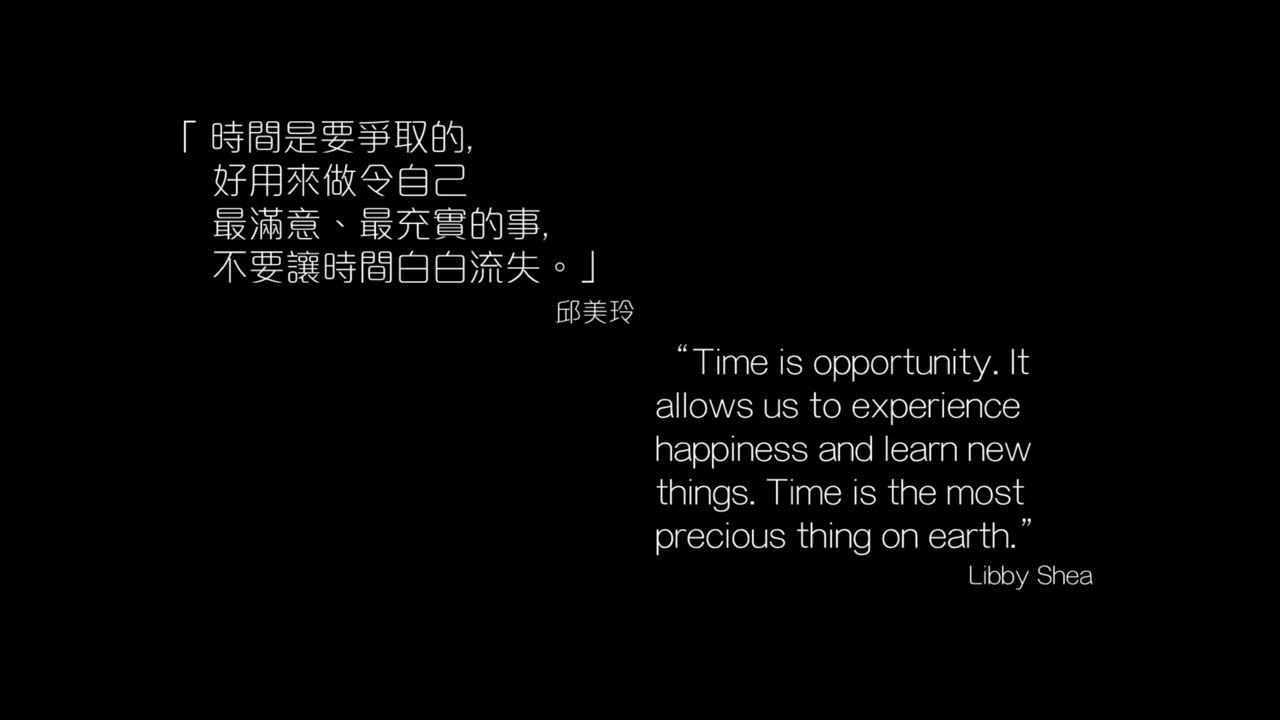 「時間是要爭取的,
好用來做令自己
最滿意、最充實的事,
不要讓時間白白流失。」
邱美玲
“Time is opportunity. It
allows us to experience
happiness and learn new
things. Time is the most
precious thing on earth.”
Libby Shea